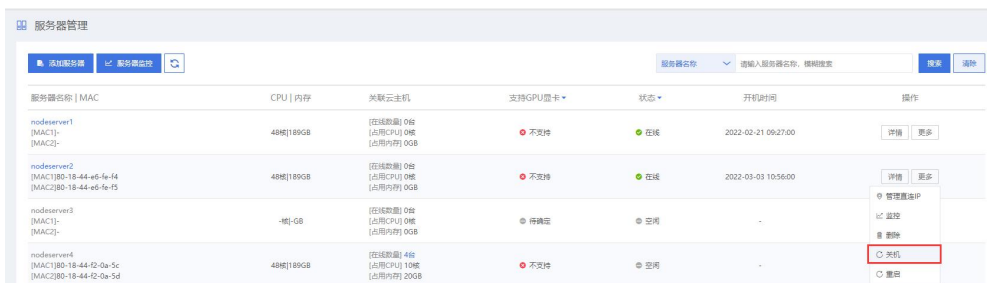 服务器管理
添加服务器 服务器监控 服务器名称 请输入服务器名称，模糊搜索 搜索 清除
服务器名称 | MAC CPU | 内存 关联云主机 支持GPU显卡 状态 开机时间 操作
nodeserver1
[MAC1]-
[MAC2]-
48核|189GB
[在线数量] 0台
[占用CPU] 0核
[占用内存] 0GB
不支持 在线 2022-02-21 09:27:00 详情 更多
nodeserver2
[MAC1]80-18-44-e6-fe-f4
[MAC2]80-18-44-e6-fe-f5
48核|189GB
[在线数量] 0台
[占用CPU] 0核
[占用内存] 0GB
不支持 在线 2022-03-03 10:56:00 详情 更多
管理直连IP
监控
删除
关机
重启
nodeserver3
[MAC1]-
[MAC2]-
-核|-GB
[在线数量] 0台
[占用CPU] 0核
[占用内存] 0GB
待确定 空闲 -
nodeserver4
[MAC1]80-18-44-f2-0a-5c
[MAC2]80-18-44-f2-0a-5d
48核|189GB
[在线数量] 4台
[占用CPU] 10核
[占用内存] 20GB
不支持 空闲 -